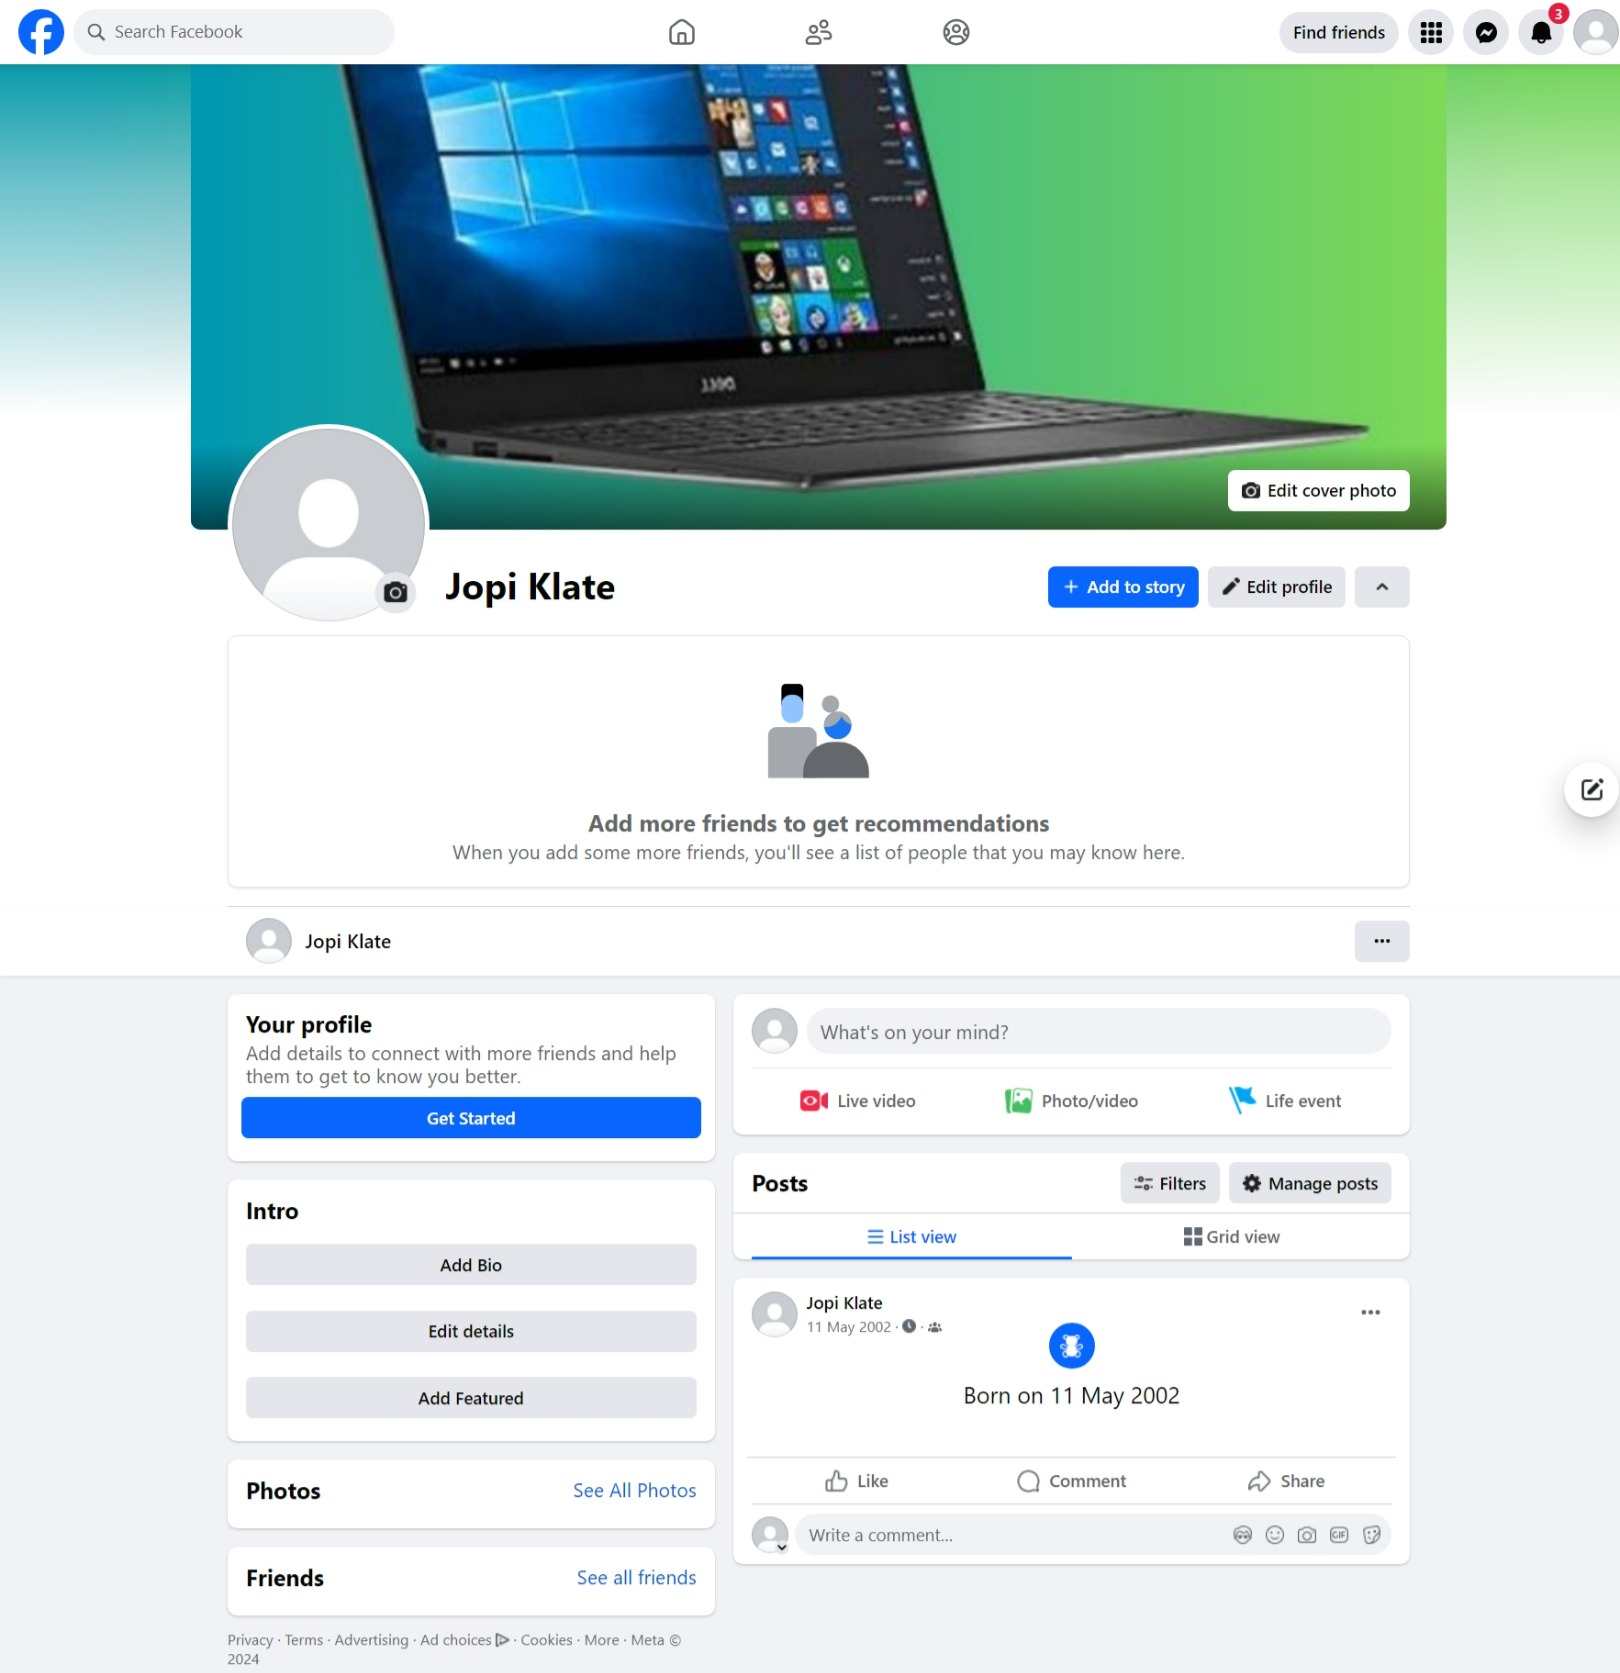 Search Facebook
Find friends
3
Edit cover photo
Jopi Klate
+ Add to story
Edit profile
Add more friends to get recommendations
When you add some more friends, you'll see a list of people that you may know here.
Jopi Klate
Your profile
Add details to connect with more friends and help
them to get to know you better.
Get Started
Intro
Add Bio
Edit details
Add Featured
Photos
See All Photos
Friends
See all friends
Privacy · Terms · Advertising · Ad choices · Cookies · More · Meta ©
2024
What's on your mind?
Live video
Photo/video
Life event
Posts
Filters
Manage posts
List view
Grid view
Jopi Klate
11 May 2002 · ·
Born on 11 May 2002
Like
Comment
Share
Write a comment...
GIF